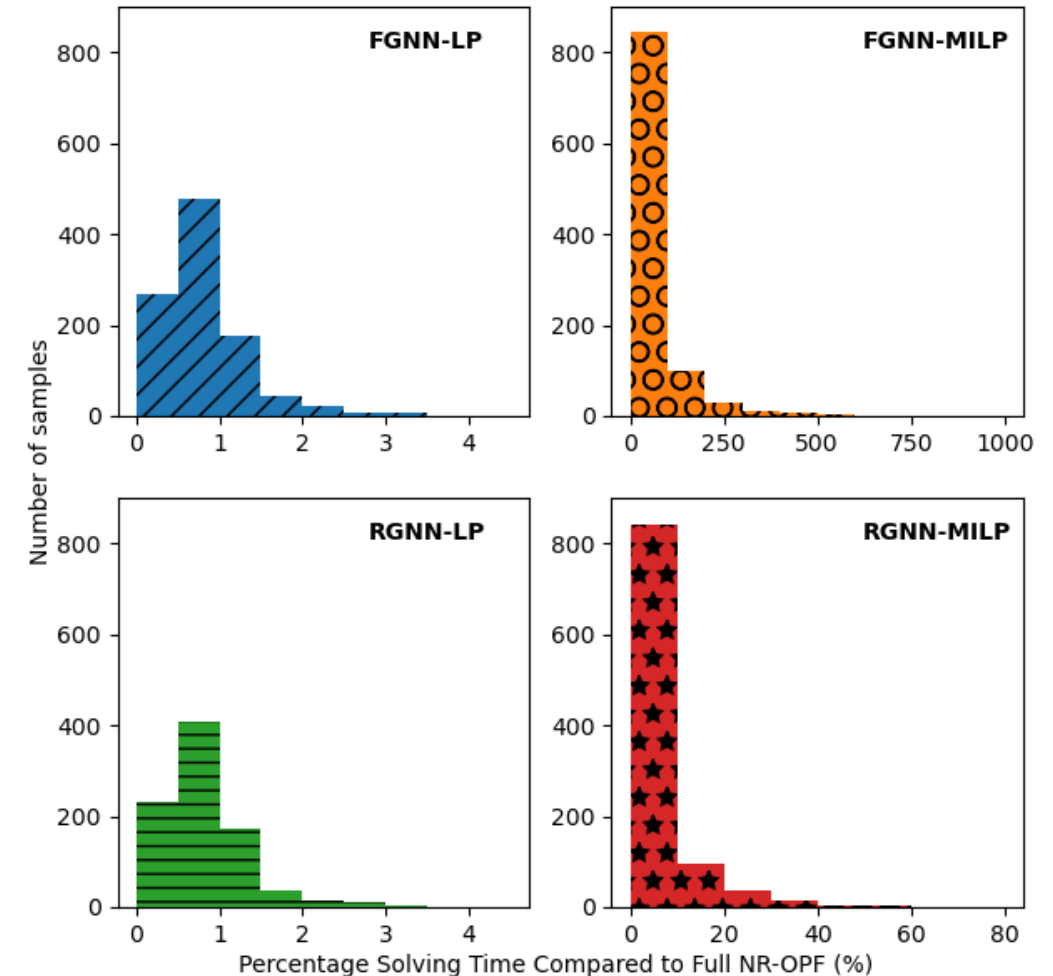 Number of samples
FGNN-LP
800
600
400
200
0
0 1 2 3 4
FGNN-MILP
800
600
400
200
0
0 250 500 750 1000
RGNN-LP
800
600
400
200
0
0 1 2 3 4
RGNN-MILP
800
600
400
200
0
0 20 40 60 80
Percentage Solving Time Compared to Full NR-OPF (%)